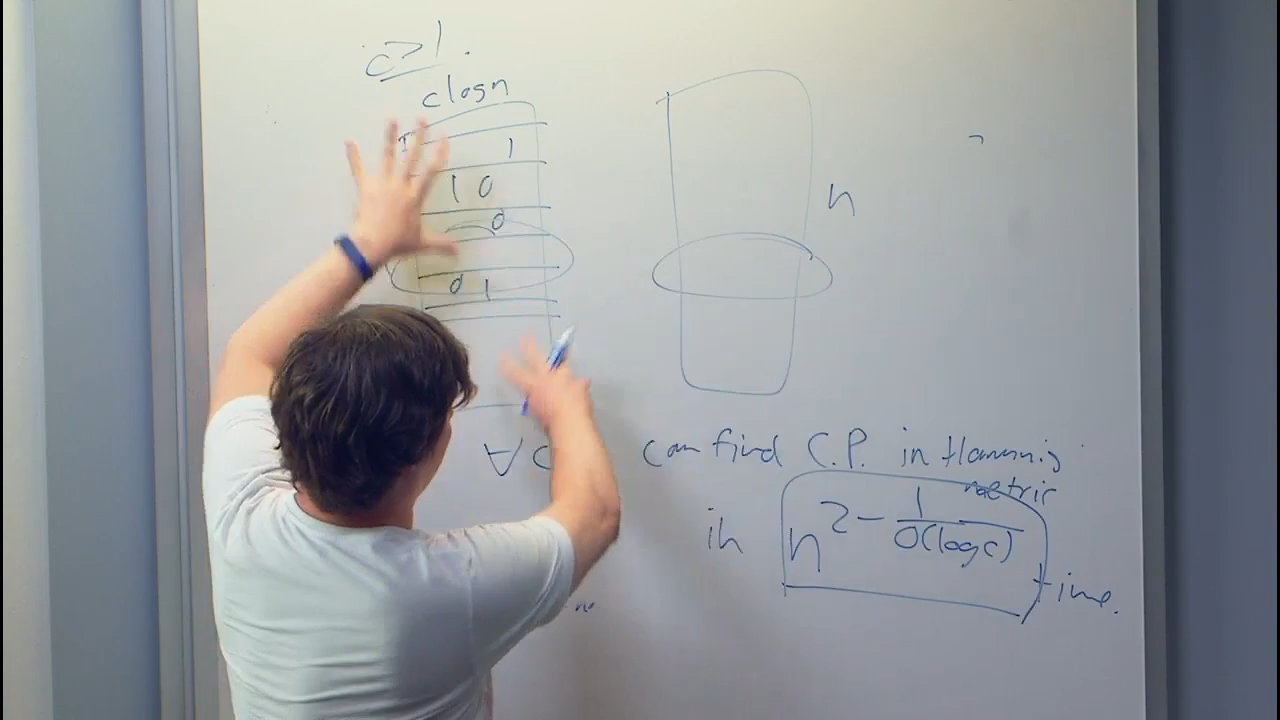 c>1.
clogn
1
1 0
0
0 1
n
∀c
can find C.P. in Hamming
metric
in n^{2 - 1/O(log c)} time.